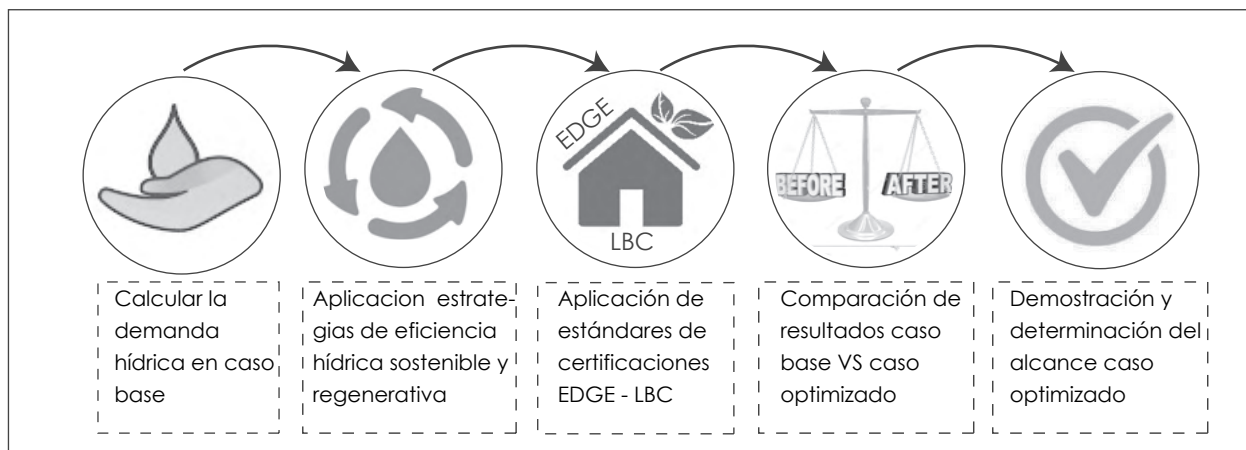 EDGE
LBC
BEFORE
AFTER
Calcular la
demanda
hídrica en caso
base
Aplicacion estrate-
gias de eficiencia
hídrica sostenible y
regenerativa
Aplicación de
estándares de
certificaciones
EDGE - LBC
Comparación de
resultados caso
base VS caso
optimizado
Demostración y
determinación del
alcance caso
optimizado